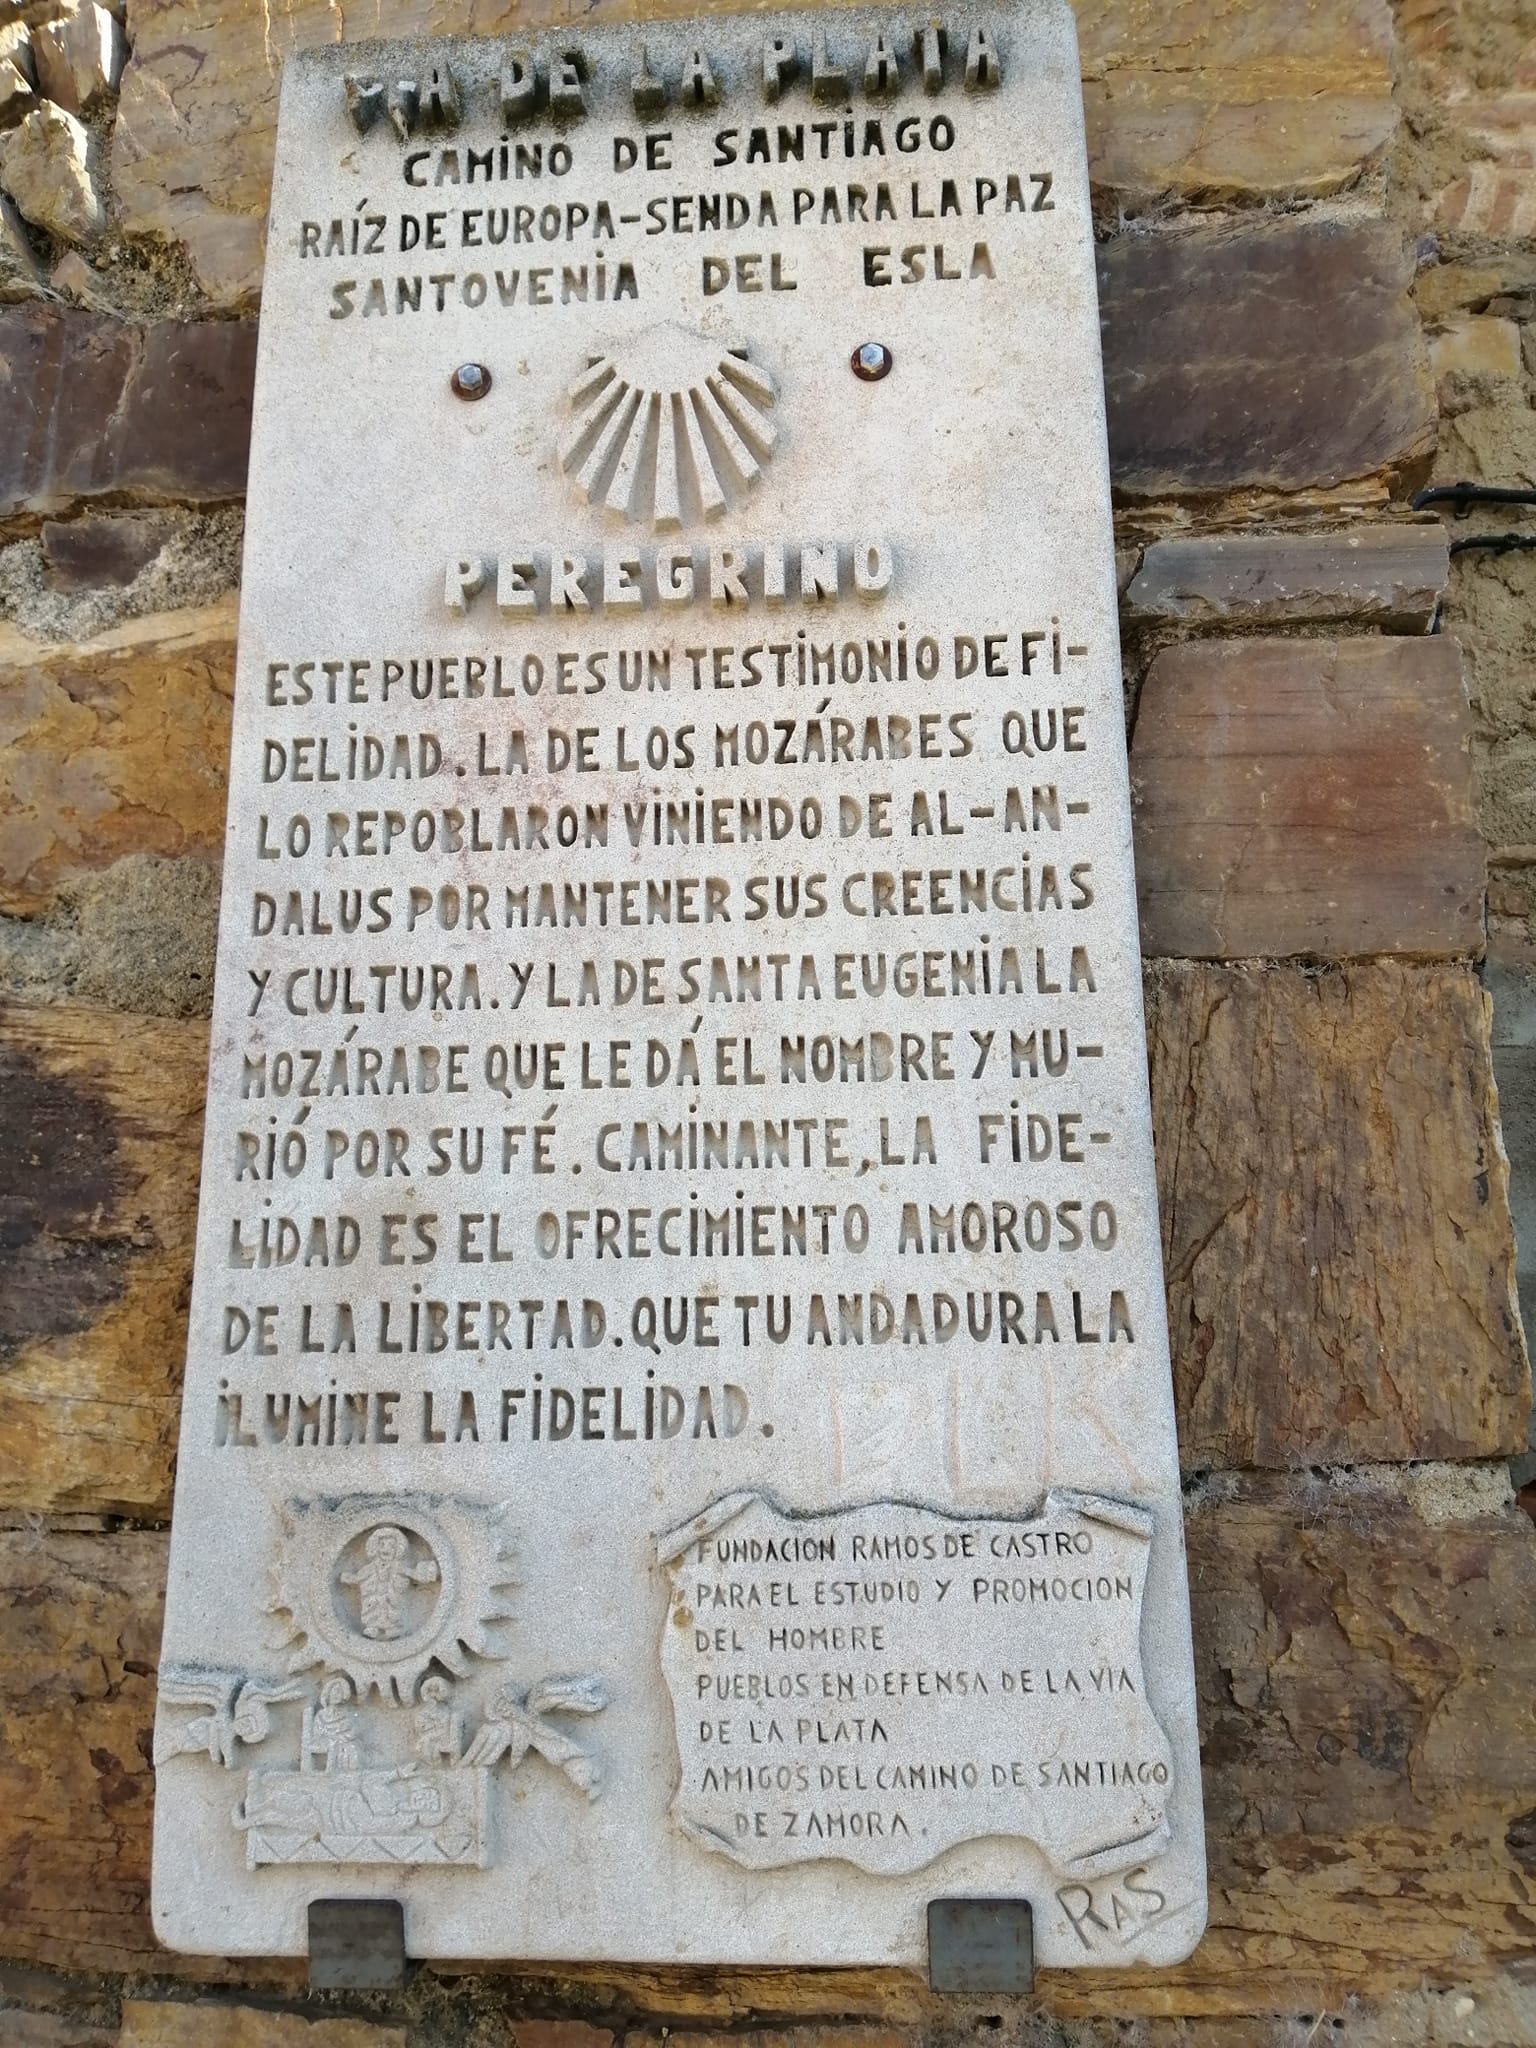 VÍA DE LA PLATA
CAMINO DE SANTIAGO
RAÍZ DE EUROPA-SENDA PARA LA PAZ
SANTOVENIA DEL ESLA
PEREGRINO
ESTE PUEBLO ES UN TESTIMONIO DE FI-
DELIDAD. LA DE LOS MOZÁRABES QUE
LO REPOBLARON VINIENDO DE AL-AN-
DALUS POR MANTENER SUS CREENCIAS
Y CULTURA. Y LA DE SANTA EUGENIA LA
MOZÁRABE QUE LE DÁ EL NOMBRE Y MU-
RIÓ POR SU FÉ. CAMINANTE, LA FIDE-
LIDAD ES EL OFRECIMIENTO AMOROSO
DE LA LIBERTAD. QUE TU ANDADURA LA
ILUMINE LA FIDELIDAD.
FUNDACION RAMOS DE CASTRO
PARA EL ESTUDIO Y PROMOCION
DEL HOMBRE
PUEBLOS EN DEFENSA DE LA VIA
DE LA PLATA
AMIGOS DEL CAMINO DE SANTIAGO
DE ZAMORA.
RAS